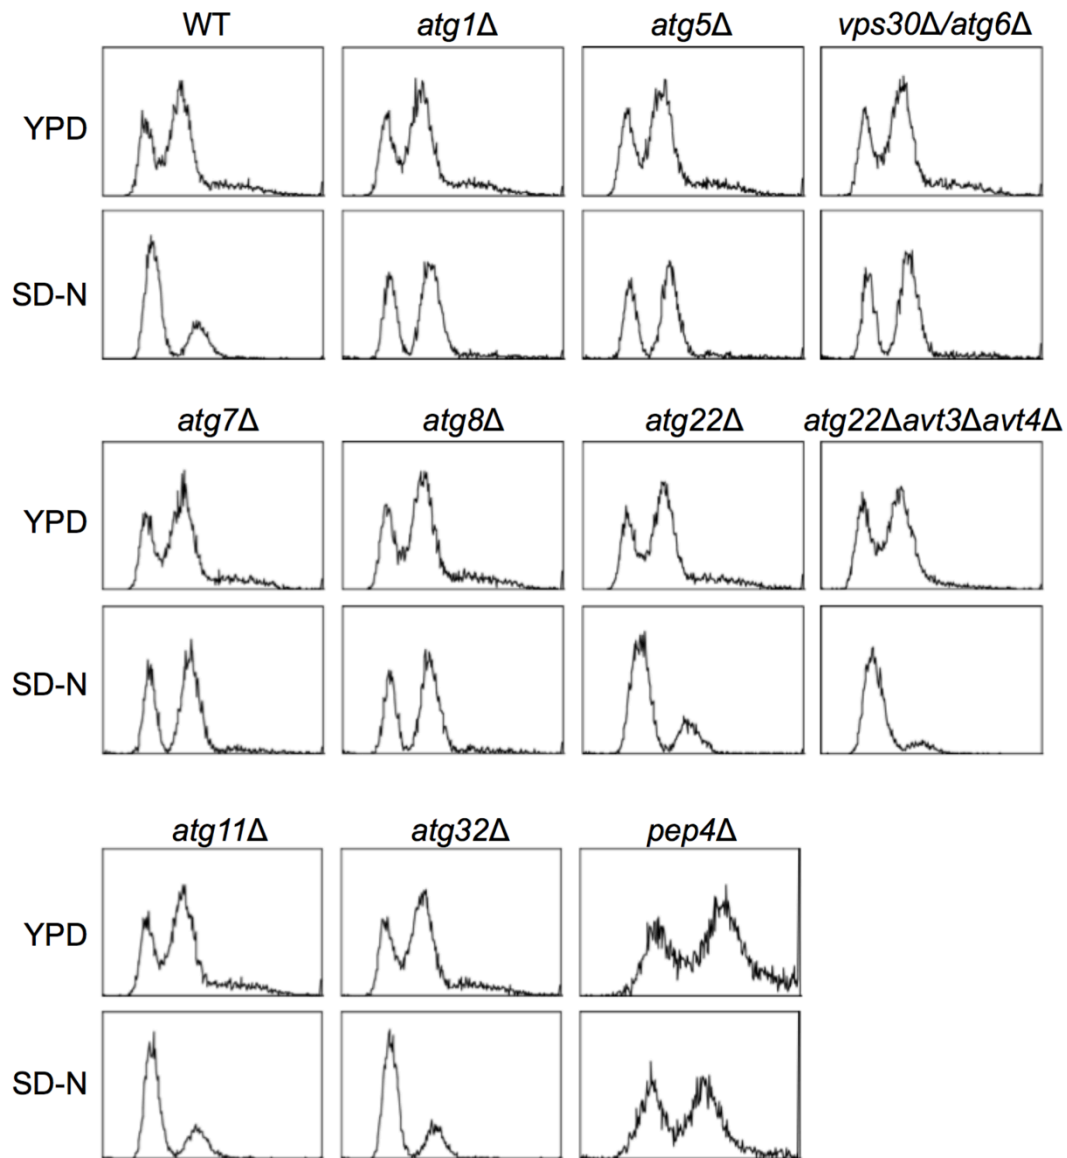 WT atg1Δ atg5Δ vps30Δ/atg6Δ
YPD
SD-N
atg7Δ atg8Δ atg22Δ atg22Δavt3Δavt4Δ
YPD
SD-N
atg11Δ atg32Δ pep4Δ
YPD
SD-N